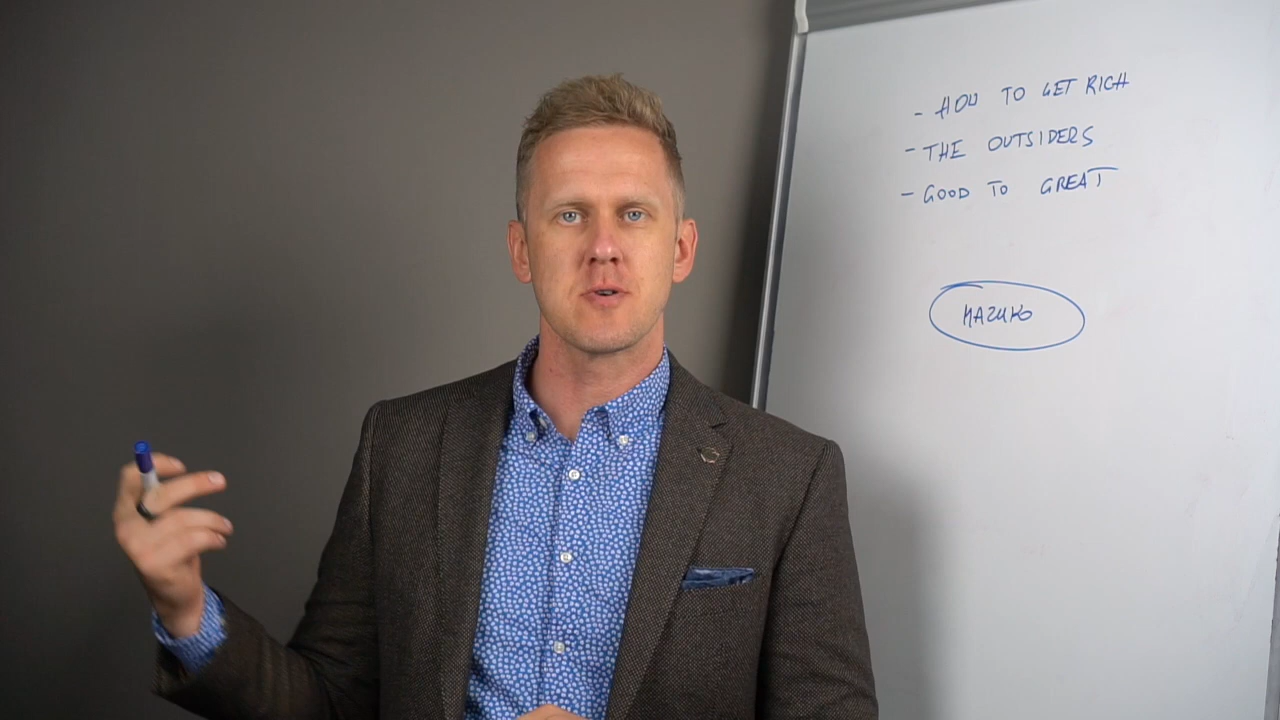 - HOW TO GET RICH
- THE OUTSIDERS
- GOOD TO GREAT